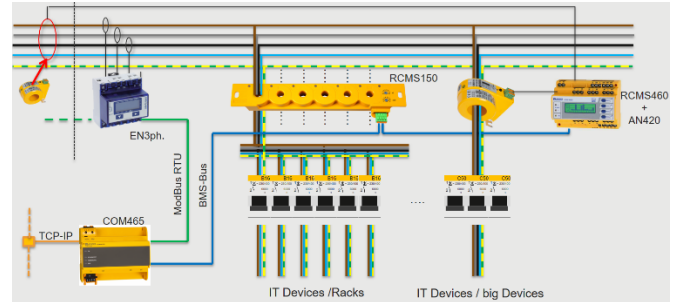 RCMS150
RCMS460
+
AN420
EN3ph.
ModBus RTU
BMS-Bus
B16 B16 B16 B16 B16 B16
C50 C50 C50
COM465
TCP-IP
....
IT Devices /Racks
IT Devices / big Devices